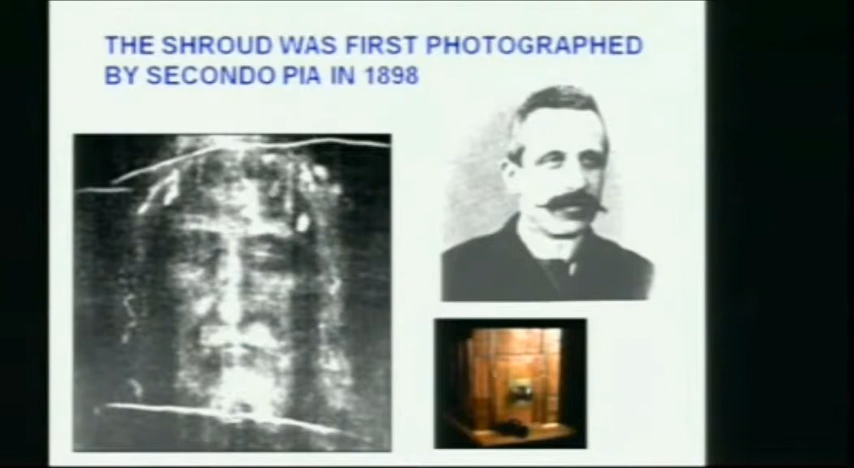 THE SHROUD WAS FIRST PHOTOGRAPHED
BY SECONDO PIA IN 1898